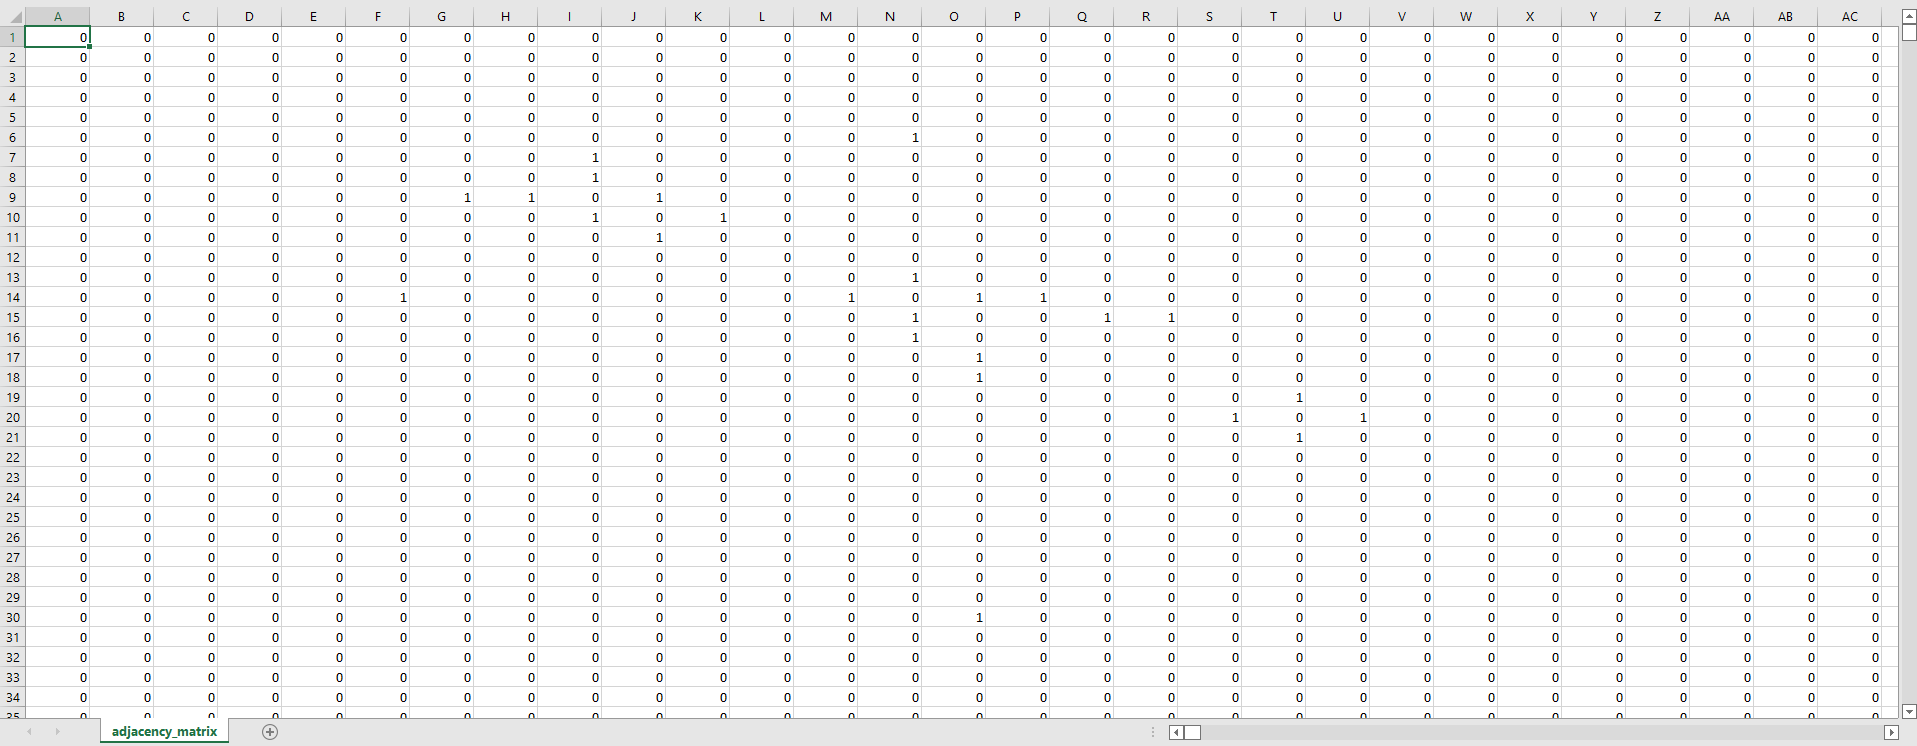 A B C D E F G H I J K L M N O P Q R S T U V W X Y Z AA AB AC
1 0 0 0 0 0 0 0 0 0 0 0 0 0 0 0 0 0 0 0 0 0 0 0 0 0 0 0 0 0
2 0 0 0 0 0 0 0 0 0 0 0 0 0 0 0 0 0 0 0 0 0 0 0 0 0 0 0 0 0
3 0 0 0 0 0 0 0 0 0 0 0 0 0 0 0 0 0 0 0 0 0 0 0 0 0 0 0 0 0
4 0 0 0 0 0 0 0 0 0 0 0 0 0 0 0 0 0 0 0 0 0 0 0 0 0 0 0 0 0
5 0 0 0 0 0 0 0 0 0 0 0 0 0 0 0 0 0 0 0 0 0 0 0 0 0 0 0 0 0
6 0 0 0 0 0 0 0 0 0 0 0 0 0 1 0 0 0 0 0 0 0 0 0 0 0 0 0 0 0
7 0 0 0 0 0 0 0 0 1 0 0 0 0 0 0 0 0 0 0 0 0 0 0 0 0 0 0 0 0
8 0 0 0 0 0 0 0 0 1 0 0 0 0 0 0 0 0 0 0 0 0 0 0 0 0 0 0 0 0
9 0 0 0 0 0 0 1 1 0 1 0 0 0 0 0 0 0 0 0 0 0 0 0 0 0 0 0 0 0
10 0 0 0 0 0 0 0 0 1 0 1 0 0 0 0 0 0 0 0 0 0 0 0 0 0 0 0 0 0
11 0 0 0 0 0 0 0 0 0 1 0 0 0 0 0 0 0 0 0 0 0 0 0 0 0 0 0 0 0
12 0 0 0 0 0 0 0 0 0 0 0 0 0 0 0 0 0 0 0 0 0 0 0 0 0 0 0 0 0
13 0 0 0 0 0 0 0 0 0 0 0 0 0 1 0 0 0 0 0 0 0 0 0 0 0 0 0 0 0
14 0 0 0 0 0 1 0 0 0 0 0 0 1 0 1 1 0 0 0 0 0 0 0 0 0 0 0 0 0
15 0 0 0 0 0 0 0 0 0 0 0 0 0 1 0 0 1 1 0 0 0 0 0 0 0 0 0 0 0
16 0 0 0 0 0 0 0 0 0 0 0 0 0 1 0 0 0 0 0 0 0 0 0 0 0 0 0 0 0
17 0 0 0 0 0 0 0 0 0 0 0 0 0 0 1 0 0 0 0 0 0 0 0 0 0 0 0 0 0
18 0 0 0 0 0 0 0 0 0 0 0 0 0 0 1 0 0 0 0 0 0 0 0 0 0 0 0 0 0
19 0 0 0 0 0 0 0 0 0 0 0 0 0 0 0 0 0 0 0 1 0 0 0 0 0 0 0 0 0
20 0 0 0 0 0 0 0 0 0 0 0 0 0 0 0 0 0 0 1 0 1 0 0 0 0 0 0 0 0
21 0 0 0 0 0 0 0 0 0 0 0 0 0 0 0 0 0 0 0 1 0 0 0 0 0 0 0 0 0
22 0 0 0 0 0 0 0 0 0 0 0 0 0 0 0 0 0 0 0 0 0 0 0 0 0 0 0 0 0
23 0 0 0 0 0 0 0 0 0 0 0 0 0 0 0 0 0 0 0 0 0 0 0 0 0 0 0 0 0
24 0 0 0 0 0 0 0 0 0 0 0 0 0 0 0 0 0 0 0 0 0 0 0 0 0 0 0 0 0
25 0 0 0 0 0 0 0 0 0 0 0 0 0 0 0 0 0 0 0 0 0 0 0 0 0 0 0 0 0
26 0 0 0 0 0 0 0 0 0 0 0 0 0 0 0 0 0 0 0 0 0 0 0 0 0 0 0 0 0
27 0 0 0 0 0 0 0 0 0 0 0 0 0 0 0 0 0 0 0 0 0 0 0 0 0 0 0 0 0
28 0 0 0 0 0 0 0 0 0 0 0 0 0 0 0 0 0 0 0 0 0 0 0 0 0 0 0 0 0
29 0 0 0 0 0 0 0 0 0 0 0 0 0 0 0 0 0 0 0 0 0 0 0 0 0 0 0 0 0
30 0 0 0 0 0 0 0 0 0 0 0 0 0 0 1 0 0 0 0 0 0 0 0 0 0 0 0 0 0
31 0 0 0 0 0 0 0 0 0 0 0 0 0 0 0 0 0 0 0 0 0 0 0 0 0 0 0 0 0
32 0 0 0 0 0 0 0 0 0 0 0 0 0 0 0 0 0 0 0 0 0 0 0 0 0 0 0 0 0
33 0 0 0 0 0 0 0 0 0 0 0 0 0 0 0 0 0 0 0 0 0 0 0 0 0 0 0 0 0
34 0 0 0 0 0 0 0 0 0 0 0 0 0 0 0 0 0 0 0 0 0 0 0 0 0 0 0 0 0
adjacency_matrix